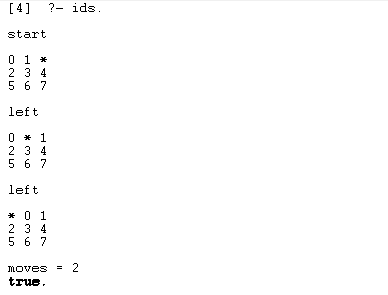 [4]  ?- ids.
start
0 1 *
2 3 4
5 6 7
left
0 * 1
2 3 4
5 6 7
left
* 0 1
2 3 4
5 6 7
moves = 2
true.